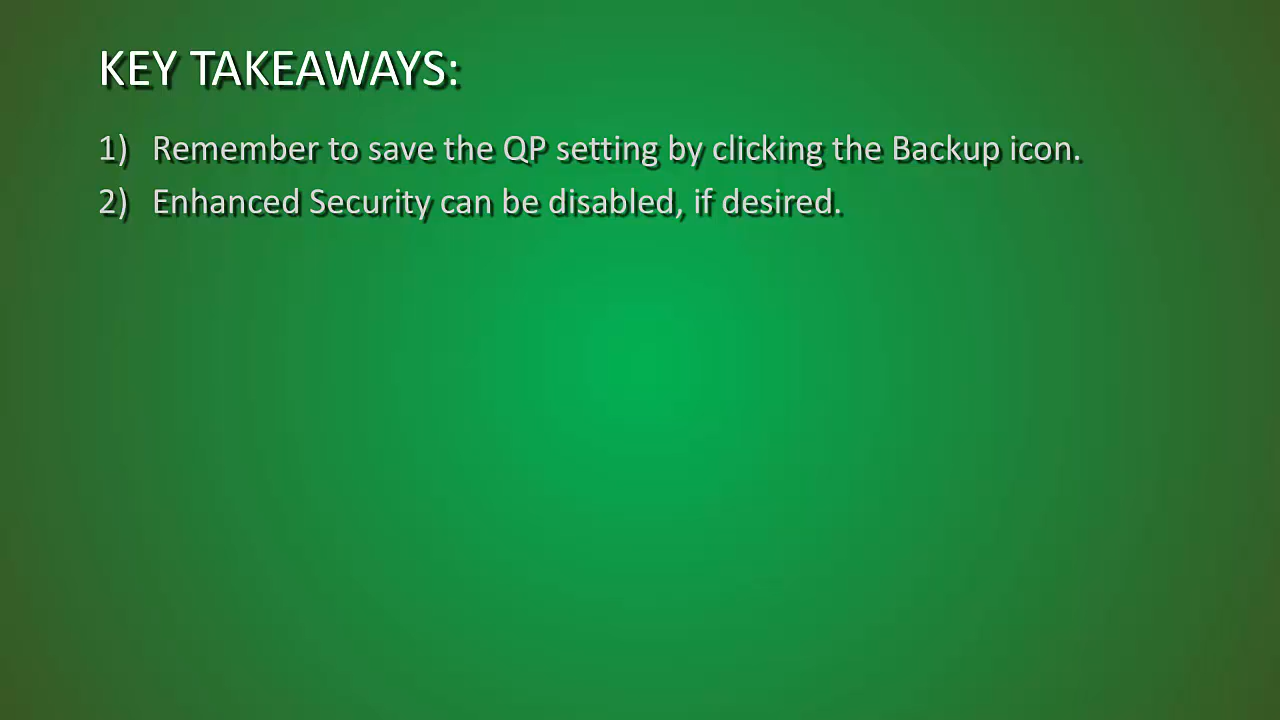 KEY TAKEAWAYS:
1) Remember to save the QP setting by clicking the Backup icon.
2) Enhanced Security can be disabled, if desired.